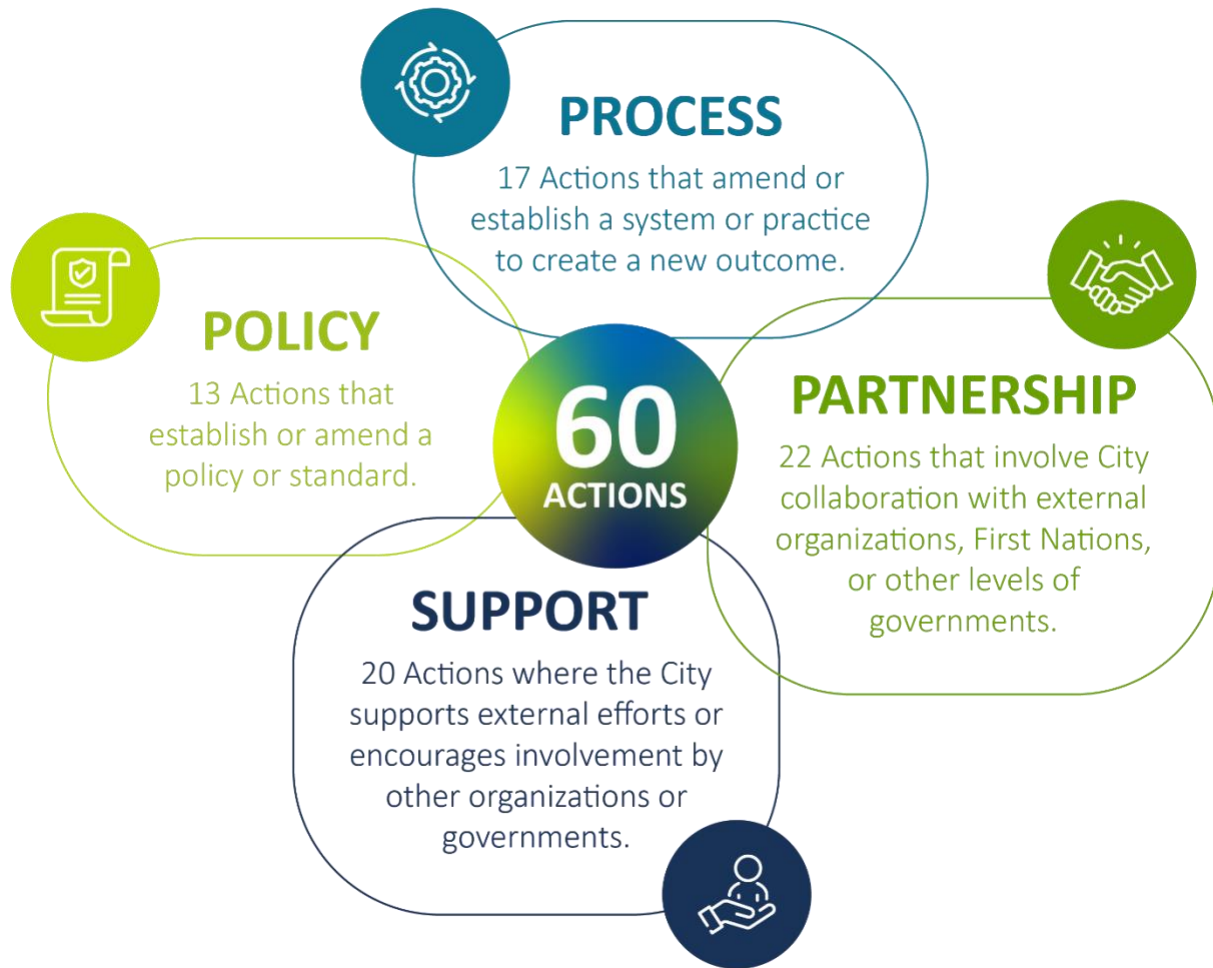 PROCESS
17 Actions that amend or
establish a system or practice
to create a new outcome.
POLICY
13 Actions that
establish or amend a
policy or standard.
60
ACTIONS
PARTNERSHIP
22 Actions that involve City
collaboration with external
organizations, First Nations,
or other levels of
governments.
SUPPORT
20 Actions where the City
supports external efforts or
encourages involvement by
other organizations or
governments.